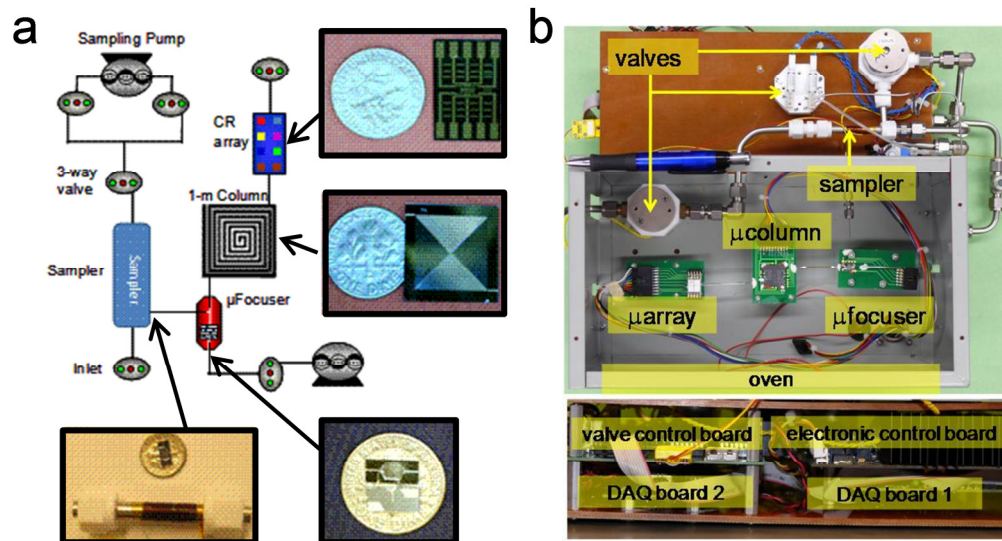 a
Sampling Pump
3-way
valve
Sampler
Sampler
Inlet
CR
array
1-m Column
μFocuser
b
valves
sampler
μcolumn
μarray
μfocuser
oven
valve control board
electronic control board
DAQ board 2
DAQ board 1